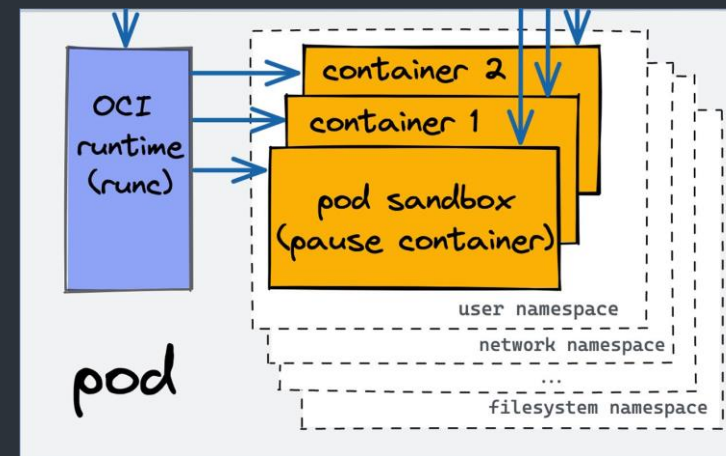 container 2
container 1
OCI
runtime
(runc)
pod sandbox
(pause container)
user namespace
network namespace
...
filesystem namespace
pod